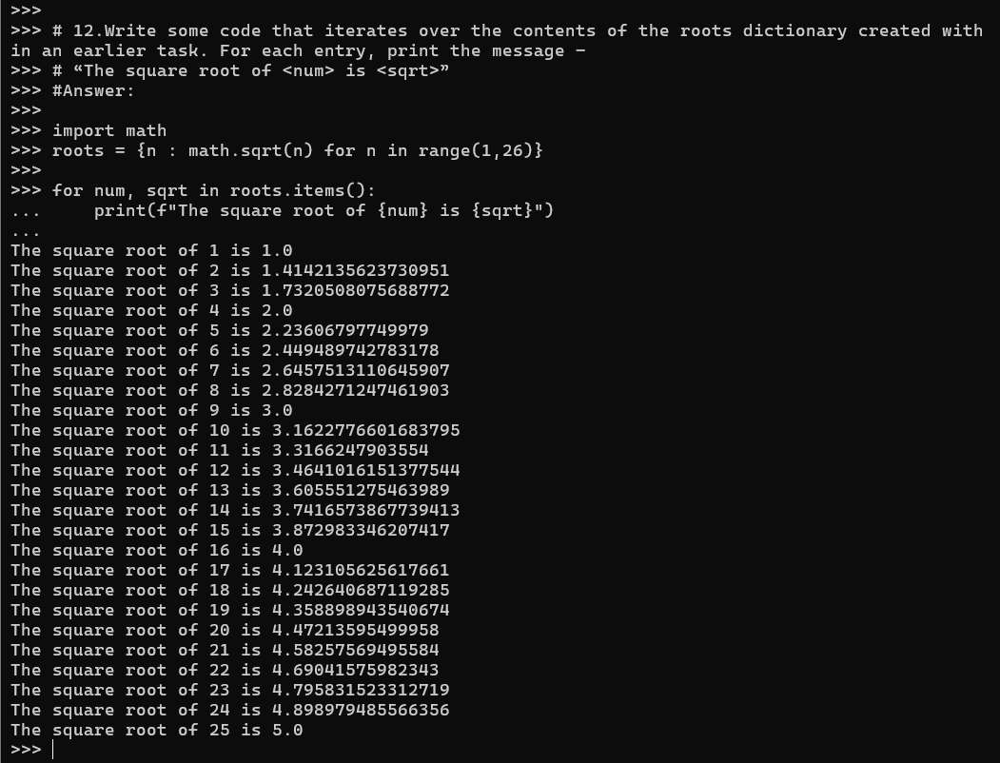 >>>
>>> # 12.Write some code that iterates over the contents of the roots dictionary created with
in an earlier task. For each entry, print the message –
>>> # “The square root of <num> is <sqrt>”
>>> #Answer:
>>>
>>> import math
>>> roots = {n : math.sqrt(n) for n in range(1,26)}
>>>
>>> for num, sqrt in roots.items():
...     print(f"The square root of {num} is {sqrt}")
...
The square root of 1 is 1.0
The square root of 2 is 1.4142135623730951
The square root of 3 is 1.7320508075688772
The square root of 4 is 2.0
The square root of 5 is 2.23606797749979
The square root of 6 is 2.449489742783178
The square root of 7 is 2.6457513110645907
The square root of 8 is 2.8284271247461903
The square root of 9 is 3.0
The square root of 10 is 3.1622776601683795
The square root of 11 is 3.3166247903554
The square root of 12 is 3.4641016151377544
The square root of 13 is 3.605551275463989
The square root of 14 is 3.7416573867739413
The square root of 15 is 3.872983346207417
The square root of 16 is 4.0
The square root of 17 is 4.123105625617661
The square root of 18 is 4.242640687119285
The square root of 19 is 4.358898943540674
The square root of 20 is 4.47213595499958
The square root of 21 is 4.58257569495584
The square root of 22 is 4.69041575982343
The square root of 23 is 4.795831523312719
The square root of 24 is 4.898979485566356
The square root of 25 is 5.0
>>>